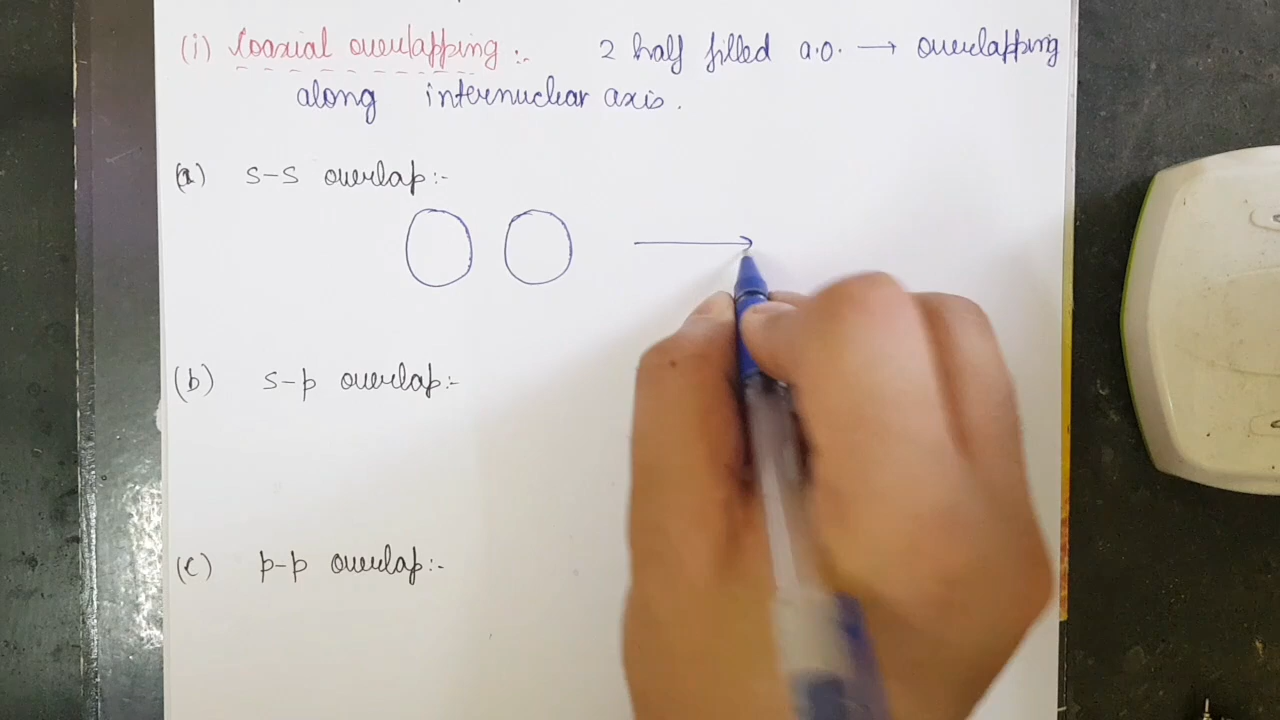 (i) Coaxial overlapping :. 2 half filled a.o. → overlapping
along internuclear axis.
(a) s-s overlap:-
(b) s-p overlap:-
(c) p-p overlap:-